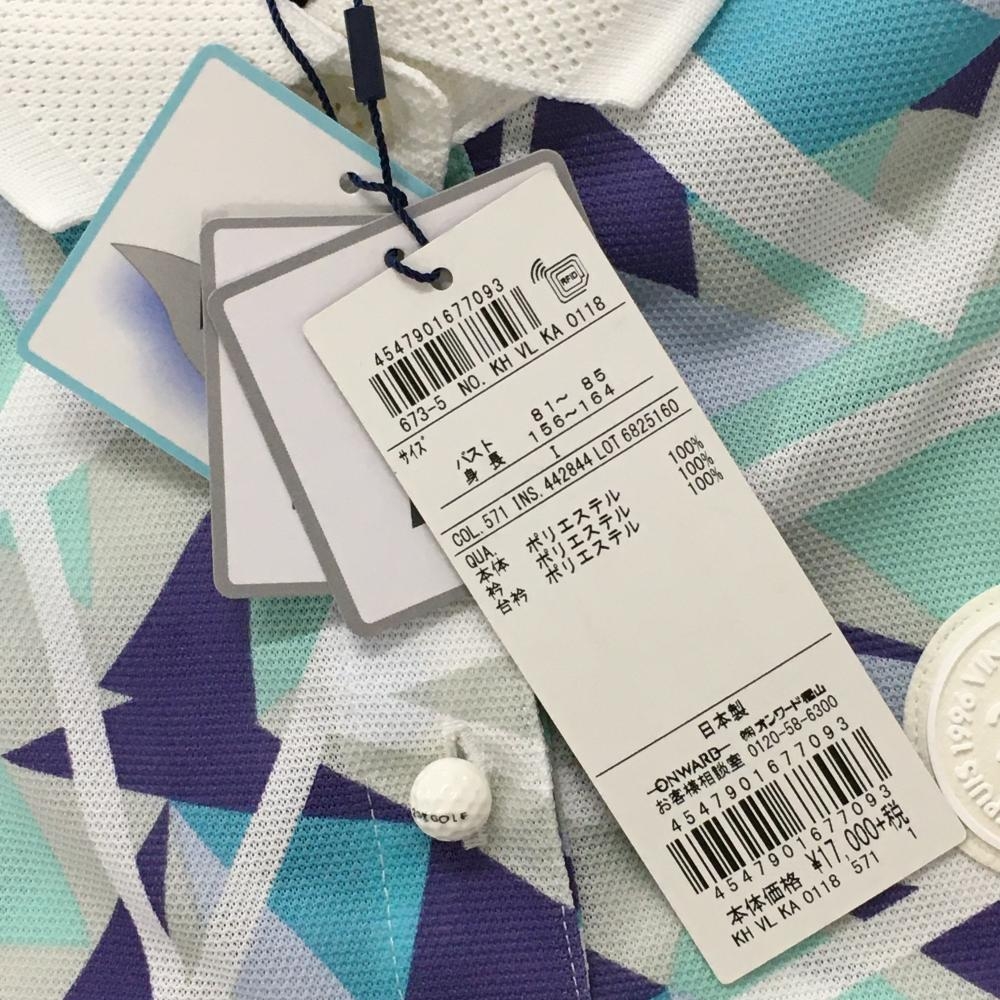 4547901677093
RFID
673-5 NO. KH VL KA 0118
サイズ
バスト 81~ 85
身 長 156~164
I
COL. 571 INS. 442844 LOT 6825160
QUA.
本体 ポリエステル 100%
衿 ポリエステル 100%
台衿 ポリエステル 100%
日本製
ONWARD ㈱オンワード樫山
お客様相談室 0120-58-6300
4547901677093
4547901677093
本体価格 ¥17,000+税
KH VL KA 0118 571 1
GOLF
1996